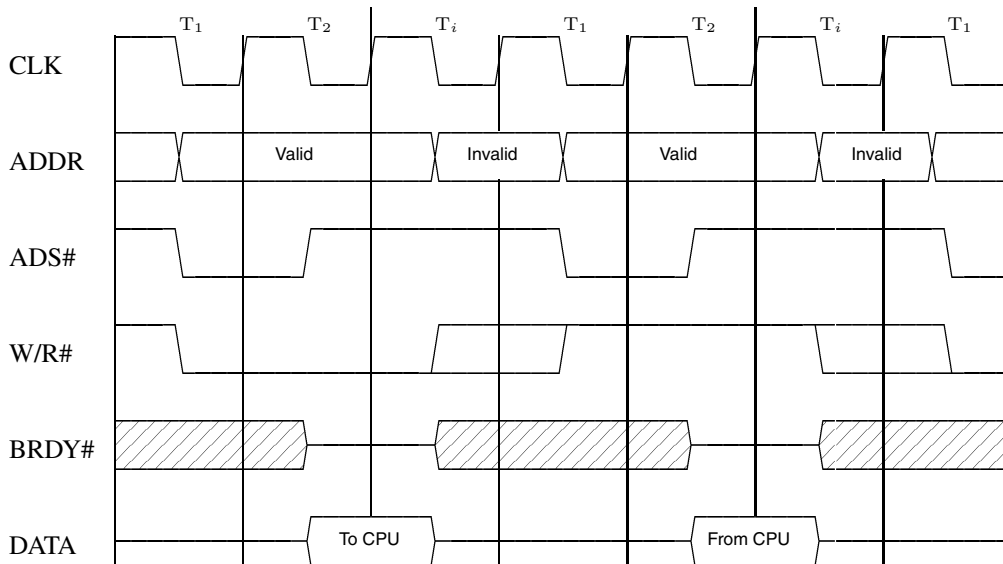 T₁ T₂ Tᵢ T₁ T₂ Tᵢ T₁
CLK
ADDR Valid Invalid Valid Invalid
ADS#
W/R#
BRDY#
DATA To CPU From CPU